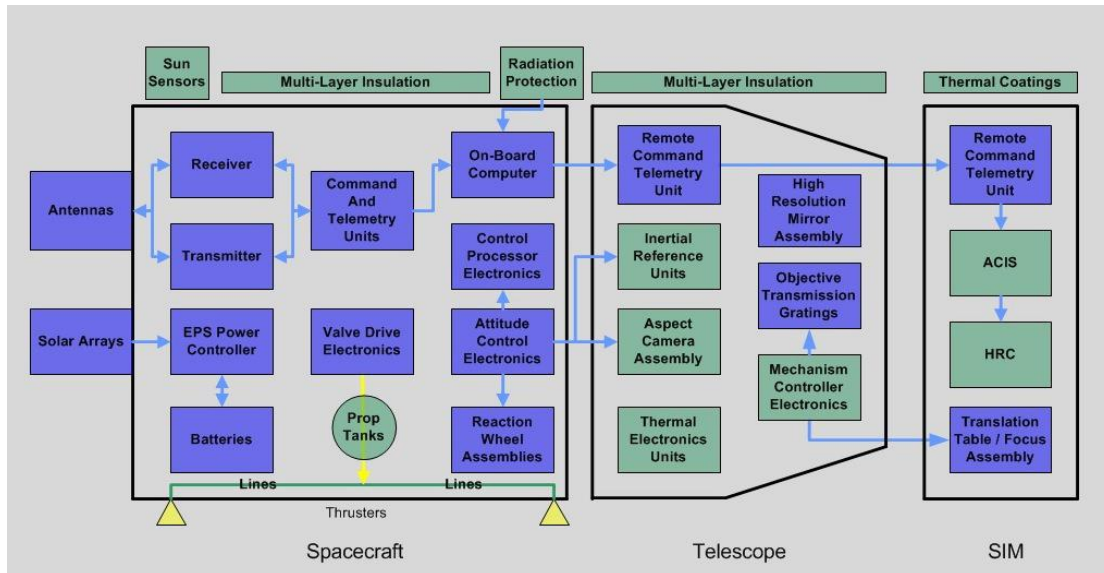 Sun
Sensors
Multi-Layer Insulation
Radiation
Protection
Multi-Layer Insulation
Thermal Coatings
Antennas
Receiver
Transmitter
Command
And
Telemetry
Units
On-Board
Computer
Control
Processor
Electronics
Solar Arrays
EPS Power
Controller
Valve Drive
Electronics
Attitude
Control
Electronics
Batteries
Prop
Tanks
Reaction
Wheel
Assemblies
Lines
Lines
Thrusters
Spacecraft
Remote
Command
Telemetry
Unit
High
Resolution
Mirror
Assembly
Inertial
Reference
Units
Objective
Transmission
Gratings
Aspect
Camera
Assembly
Mechanism
Controller
Electronics
Thermal
Electronics
Units
Telescope
Remote
Command
Telemetry
Unit
ACIS
HRC
Translation
Table / Focus
Assembly
SIM